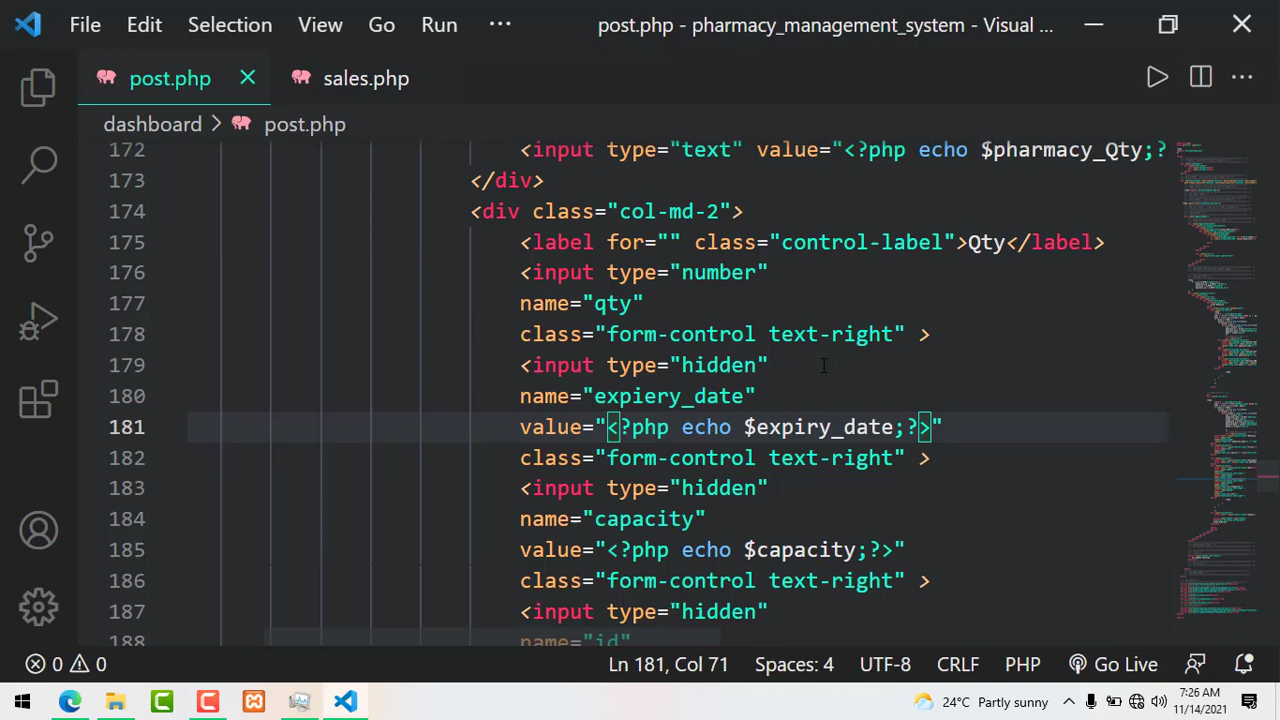 File Edit Selection View Go Run ··· post.php - pharmacy_management_system - Visual ...
post.php sales.php
dashboard > post.php
172 <input type="text" value="<?php echo $pharmacy_Qty;?
173 </div>
174 <div class="col-md-2">
175 <label for="" class="control-label">Qty</label>
176 <input type="number"
177 name="qty"
178 class="form-control text-right" >
179 <input type="hidden"
180 name="expiery_date"
181 value="<?php echo $expiry_date;?>"
182 class="form-control text-right" >
183 <input type="hidden"
184 name="capacity"
185 value="<?php echo $capacity;?>"
186 class="form-control text-right" >
187 <input type="hidden"
188 name="id"
0 0 Ln 181, Col 71 Spaces: 4 UTF-8 CRLF PHP Go Live
24°C Partly sunny 7:26 AM
11/14/2021